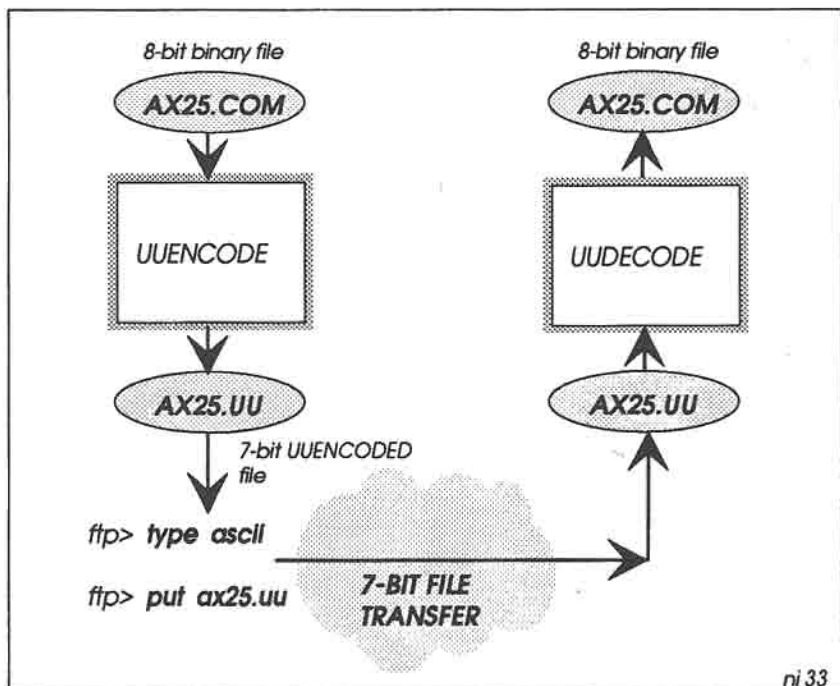 8-bit binary file
AX25.COM
UUENCODE
AX25.UU
7-bit UUENCODED
file
ftp> type ascii
ftp> put ax25.uu
7-BIT FILE
TRANSFER
8-bit binary file
AX25.COM
UUDECODE
AX25.UU
ni 33